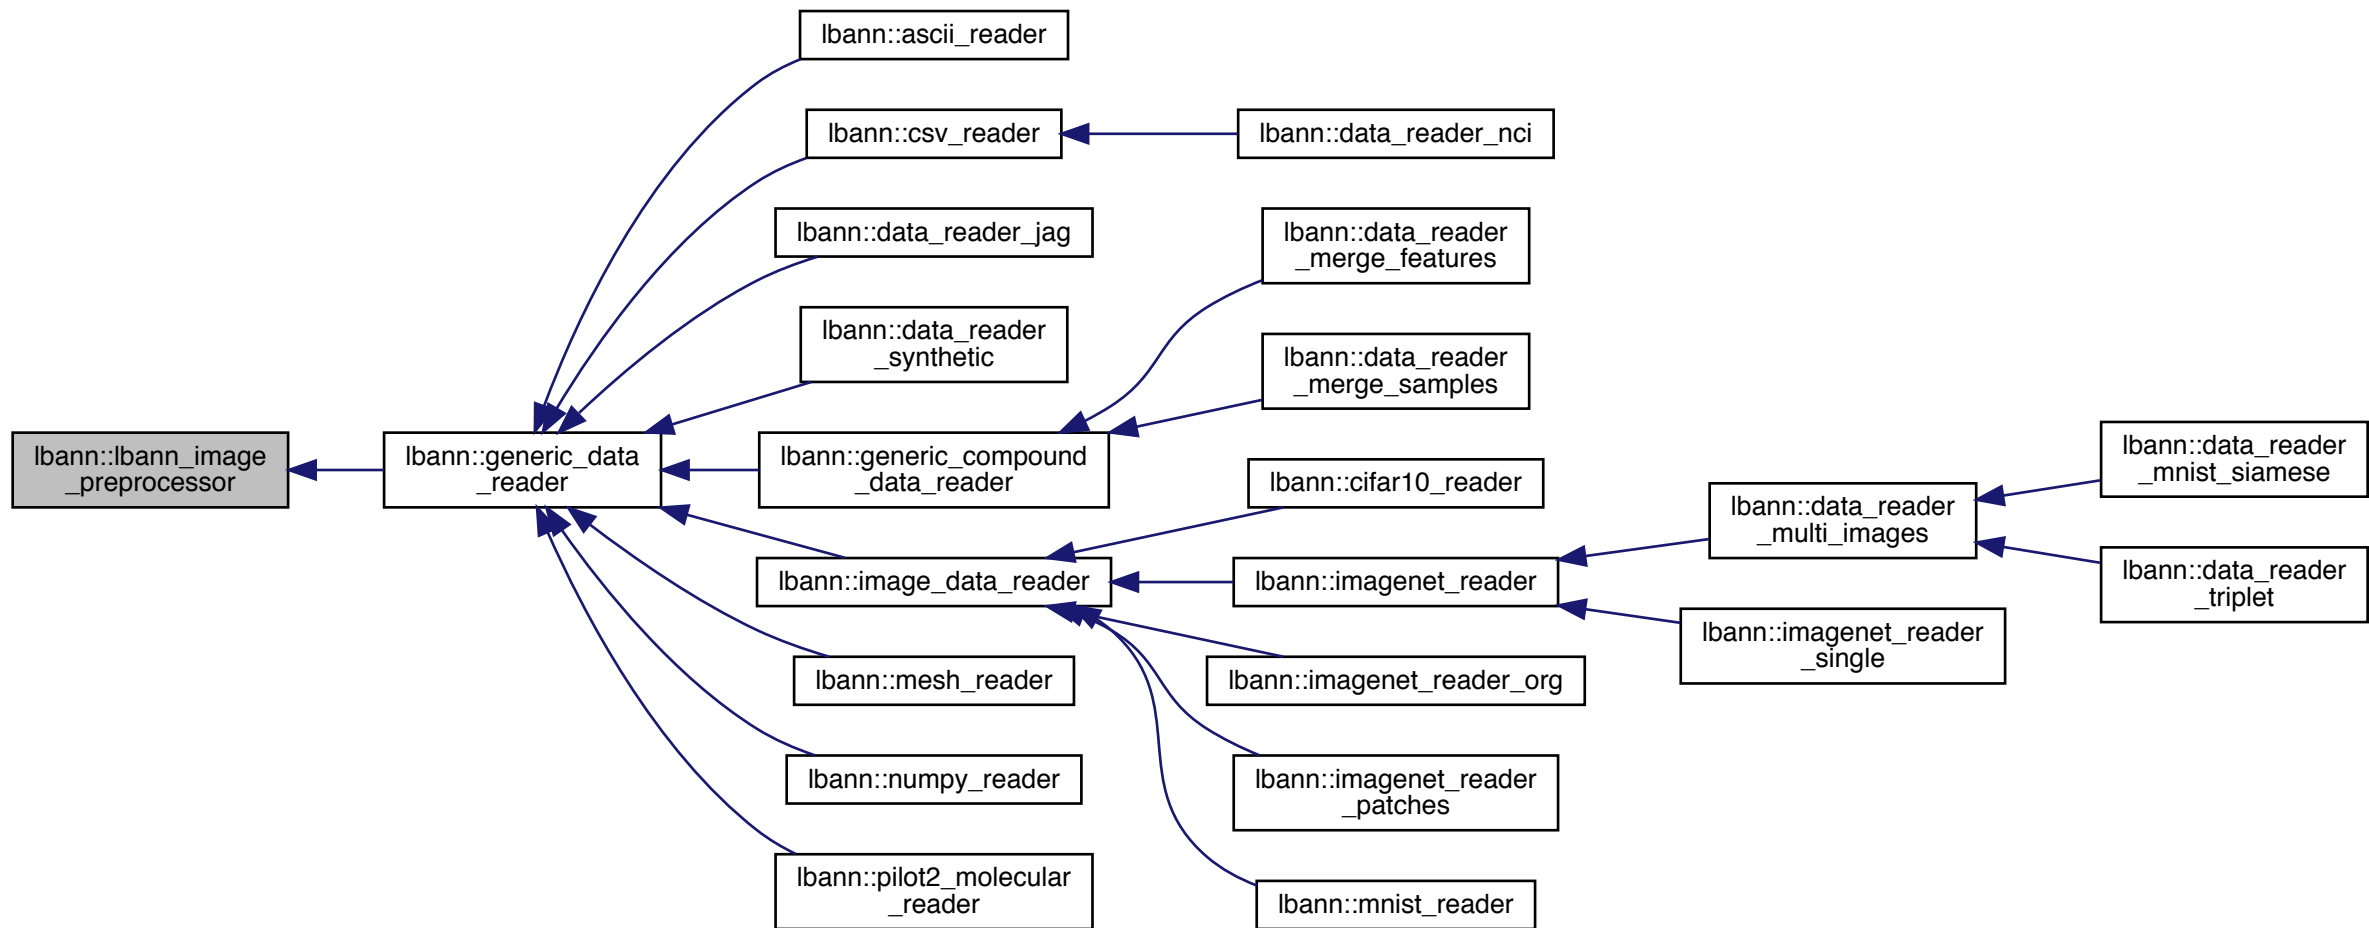 lbann::lbann_image
_preprocessor
lbann::generic_data
_reader
lbann::ascii_reader
lbann::csv_reader
lbann::data_reader_jag
lbann::data_reader
_synthetic
lbann::generic_compound
_data_reader
lbann::image_data_reader
lbann::mesh_reader
lbann::numpy_reader
lbann::pilot2_molecular
_reader
lbann::data_reader_nci
lbann::data_reader
_merge_features
lbann::data_reader
_merge_samples
lbann::cifar10_reader
lbann::imagenet_reader
lbann::imagenet_reader_org
lbann::imagenet_reader
_patches
lbann::mnist_reader
lbann::data_reader
_multi_images
lbann::imagenet_reader
_single
lbann::data_reader
_mnist_siamese
lbann::data_reader
_triplet